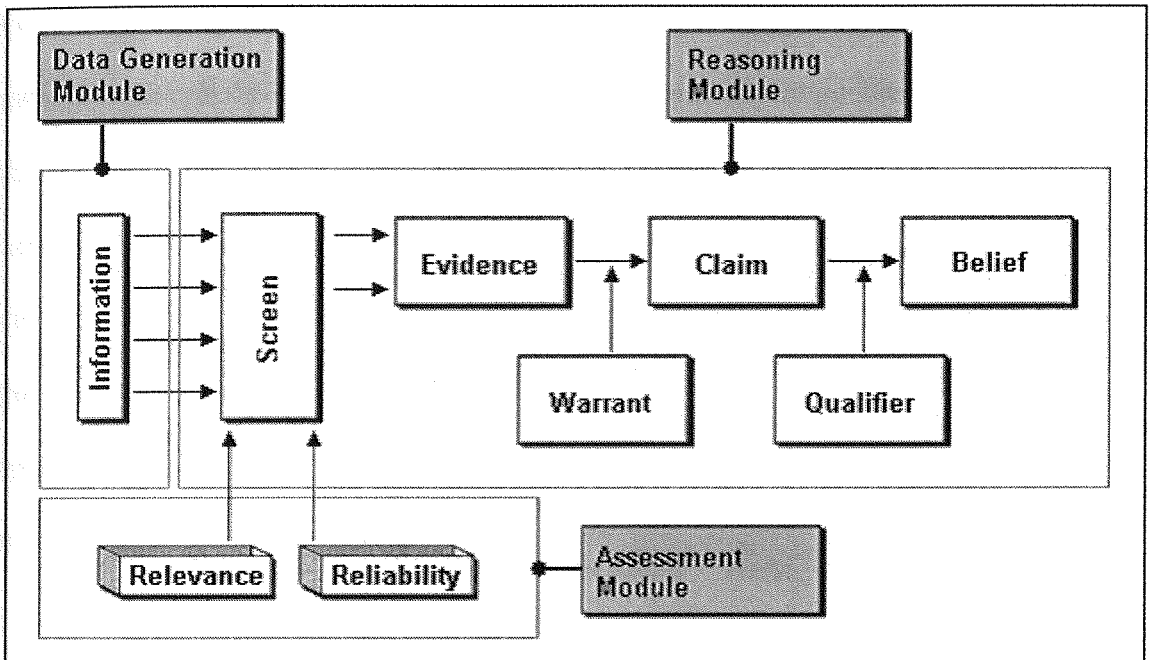 Data Generation
Module
Reasoning
Module
Information
Screen
Evidence
Claim
Belief
Warrant
Qualifier
Relevance
Reliability
Assessment
Module